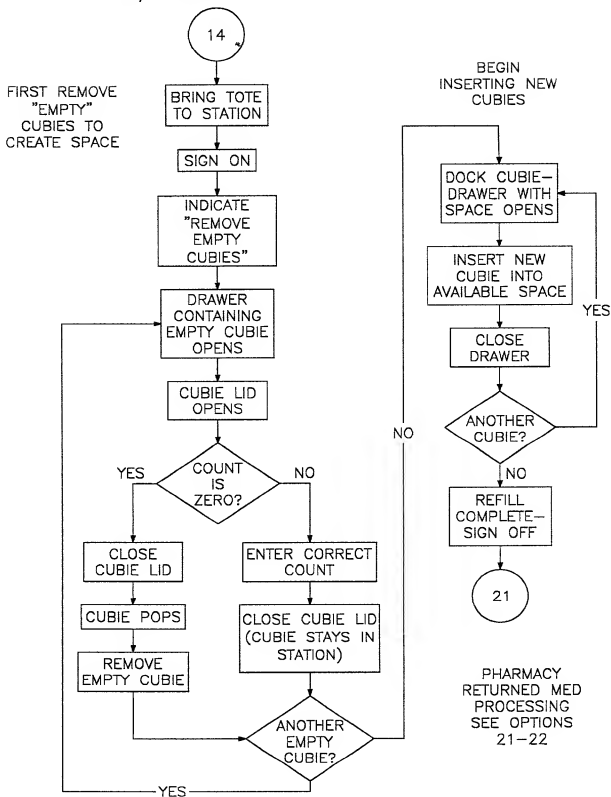 14
FIRST REMOVE
"EMPTY"
CUBIES TO
CREATE SPACE
BRING TOTE
TO STATION
SIGN ON
INDICATE
"REMOVE
EMPTY
CUBIES"
DRAWER
CONTAINING
EMPTY CUBIE
OPENS
CUBIE LID
OPENS
COUNT
IS
ZERO?
YES
NO
CLOSE
CUBIE LID
CUBIE POPS
REMOVE
EMPTY CUBIE
ENTER CORRECT
COUNT
CLOSE CUBIE LID
(CUBIE STAYS IN
STATION)
ANOTHER
EMPTY
CUBIE?
YES
NO
BEGIN
INSERTING NEW
CUBIES
DOCK CUBIE–
DRAWER WITH
SPACE OPENS
INSERT NEW
CUBIE INTO
AVAILABLE SPACE
CLOSE
DRAWER
ANOTHER
CUBIE?
YES
NO
REFILL
COMPLETE–
SIGN OFF
21
PHARMACY
RETURNED MED
PROCESSING
SEE OPTIONS
21–22